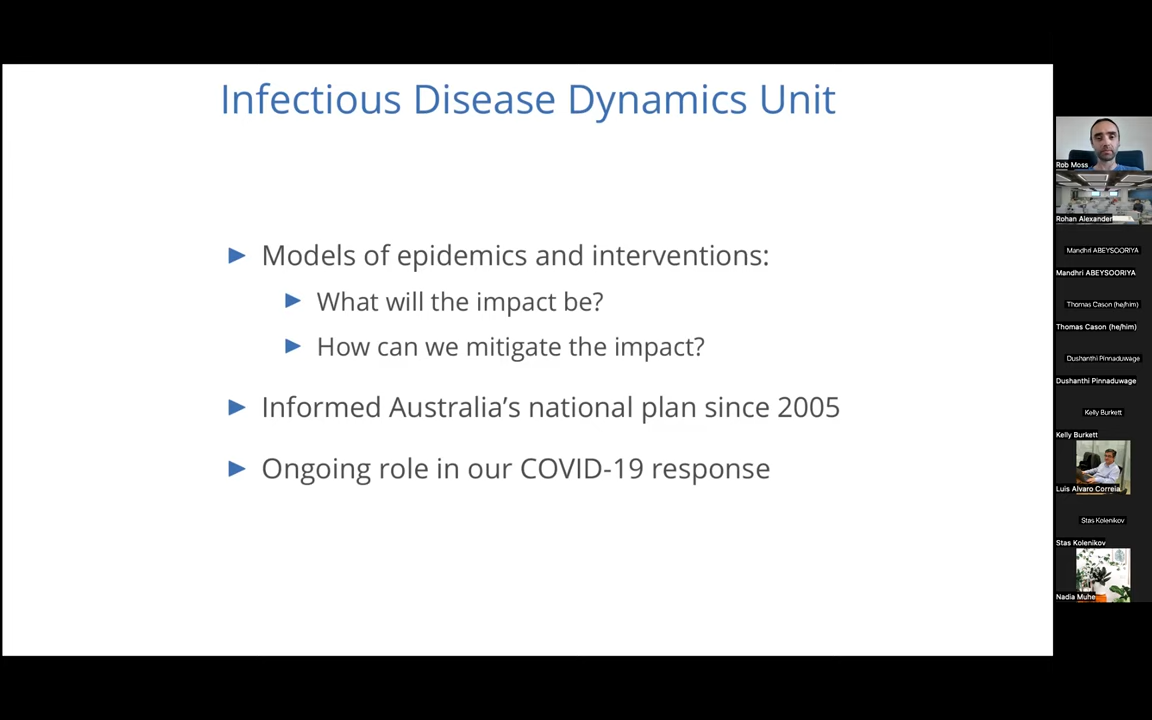 Infectious Disease Dynamics Unit
Models of epidemics and interventions:
What will the impact be?
How can we mitigate the impact?
Informed Australia's national plan since 2005
Ongoing role in our COVID-19 response
Rob Moss
Rohan Alexander
Mandhri ABEYSOORIYA
Mandhri ABEYSOORIYA
Thomas Cason (he/him)
Thomas Cason (he/him)
Dushanthi Pinnaduwage
Dushanthi Pinnaduwage
Kelly Burkett
Kelly Burkett
Luis Alvaro Correia
Stas Kolenikov
Stas Kolenikov
Nadia Muhe